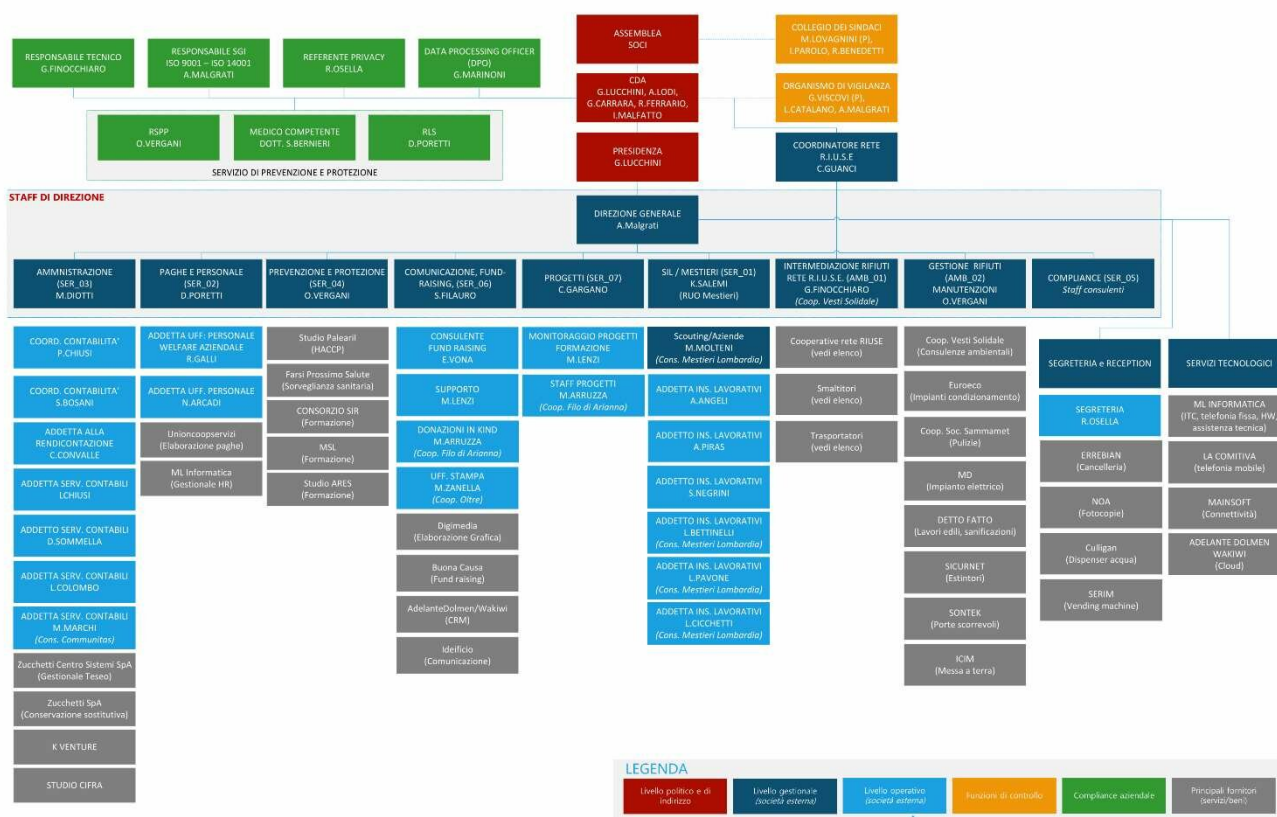 RESPONSABILE TECNICO
G.FINOCCHIARO
RESPONSABILE SGI
ISO 9001 – ISO 14001
A.MALGRATI
REFERENTE PRIVACY
R.OSELLA
DATA PROCESSING OFFICER
(DPO)
G.MARINONI
ASSEMBLEA
SOCI
COLLEGIO DEI SINDACI
M.LOVAGNINI (P),
I.PAROLO, R.BENEDETTI
CDA
G.LUCCHINI, A.LODI,
G.CARRARA, R.FERRARIO,
I.MALFATTO
ORGANISMO DI VIGILANZA
G.VISCOVI (P),
L.CATALANO, A.MALGRATI
RSPP
O.VERGANI
MEDICO COMPETENTE
DOTT. S.BERNIERI
RLS
D.PORETTI
SERVIZIO DI PREVENZIONE E PROTEZIONE
PRESIDENZA
G.LUCCHINI
COORDINATORE RETE
R.I.U.S.E
C.GUANCI
STAFF DI DIREZIONE
DIREZIONE GENERALE
A.Malgrati
AMMNISTRAZIONE
(SER_03)
M.DIOTTI
PAGHE E PERSONALE
(SER_02)
D.PORETTI
PREVENZIONE E PROTEZIONE
(SER_04)
O.VERGANI
COMUNICAZIONE, FUND-
RAISING, (SER_06)
S.FILAURO
PROGETTI (SER_07)
C.GARGANO
SIL / MESTIERI (SER_01)
K.SALEMI
(RUO Mestieri)
INTERMEDIAZIONE RIFIUTI
RETE R.I.U.S.E. (AMB_01)
G.FINOCCHIARO
(Coop. Vesti Solidale)
GESTIONE RIFIUTI
(AMB_02)
MANUTENZIONI
O.VERGANI
COMPLIANCE (SER_05)
Staff consulenti
COORD. CONTABILITA'
P.CHIUSI
COORD. CONTABILITA'
S.BOSANI
ADDETTA ALLA
RENDICONTAZIONE
C.CONVALLE
ADDETTA SERV. CONTABILI
I.CHIUSI
ADDETTO SERV. CONTABILI
D.SOMMELLA
ADDETTA SERV. CONTABILI
L.COLOMBO
ADDETTA SERV. CONTABILI
M.MARCHI
(Cons. Communitas)
Zucchetti Centro Sistemi SpA
(Gestionale Teseo)
Zucchetti SpA
(Conservazione sostitutiva)
K VENTURE
STUDIO CIFRA
ADDETTA UFF: PERSONALE
WELFARE AZIENDALE
R.GALLI
ADDETTA UFF. PERSONALE
N.ARCADI
Unioncoopservizi
(Elaborazione paghe)
ML Informatica
(Gestionale HR)
Studio Palearil
(HACCP)
Farsi Prossimo Salute
(Sorveglianza sanitaria)
CONSORZIO SIR
(Formazione)
MSL
(Formazione)
Studio ARES
(Formazione)
CONSULENTE
FUND RAISING
E.VONA
SUPPORTO
M.LENZI
DONAZIONI IN KIND
M.ARRUZZA
(Coop. Filo di Arianna)
UFF. STAMPA
M.ZANELLA
(Coop. Oltre)
Digimedia
(Elaborazione Grafica)
Buona Causa
(Fund raising)
AdelanteDolmen/Wakiwi
(CRM)
Ideificio
(Comunicazione)
MONITORAGGIO PROGETTI
FORMAZIONE
M.LENZI
STAFF PROGETTI
M.ARRUZZA
(Coop. Filo di Arianna)
Scouting/Aziende
M.MOLTENI
(Cons. Mestieri Lombardia)
ADDETTA INS. LAVORATIVI
A.ANGELI
ADDETTA INS. LAVORATIVI
A.PIRAS
ADDETTO INS. LAVORATIVI
S.NEGRINI
ADDETTO INS. LAVORATIVI
L.BETTINELLI
(Cons. Mestieri Lombardia)
ADDETTA INS. LAVORATIVI
L.PAVONE
(Cons. Mestieri Lombardia)
ADDETTA INS. LAVORATIVI
L.CICCHETTI
(Cons. Mestieri Lombardia)
Cooperative rete RIUSE
(vedi elenco)
Smaltitori
(vedi elenco)
Trasportatori
(vedi elenco)
Coop. Vesti Solidale
(Consulenze ambientali)
Euroeco
(Impianti condizionamento)
Coop. Soc. Sammamet
(Pulizie)
MD
(Impianto elettrico)
DETTO FATTO
(Lavori edili, sanificazioni)
SICURNET
(Estintori)
SONTEK
(Porte scorrevoli)
ICIM
(Messa a terra)
SEGRETERIA e RECEPTION
SEGRETERIA
R.OSELLA
ERREBIAN
(Cancelleria)
NOA
(Fotocopie)
Culligan
(Dispenser acqua)
SERIM
(Vending machine)
SERVIZI TECNOLOGICI
ML INFORMATICA
(ITC, telefonia fissa, HW,
assistenza tecnica)
LA COMITIVA
(telefonia mobile)
MAINSOFT
(Connettività)
ADELANTE DOLMEN
WAKIWI
(Cloud)
LEGENDA
Livello politico e di
indirizzo
Livello gestionale
(società esterna)
Livello operativo
(società esterna)
Funzioni di controllo
Compliance aziendale
Principali fornitori
(servizi/beni)